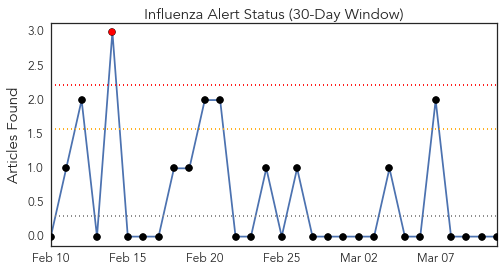 Influenza Alert Status (30-Day Window)
Articles Found
3.0
2.5
2.0
1.5
1.0
0.5
0.0
Feb 10 Feb 15 Feb 20 Feb 25 Mar 02 Mar 07